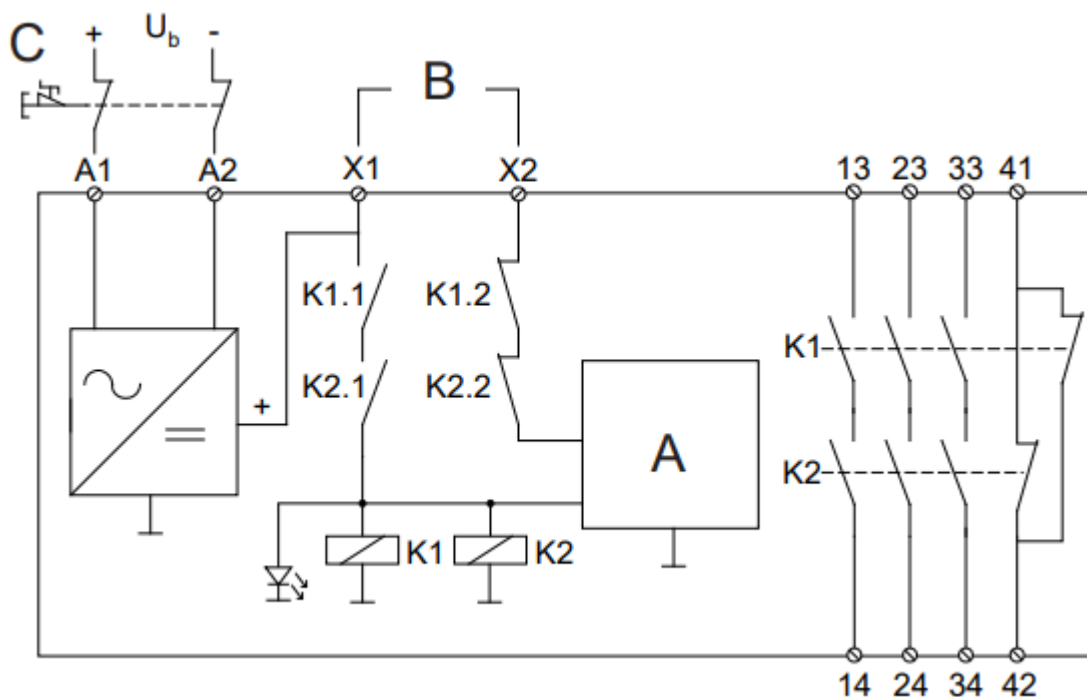 C + U_b -
B
A1 A2 X1 X2 13 23 33 41
K1.1 K1.2
K1
K2.1 K2.2
+
A
K2
K1 K2
14 24 34 42